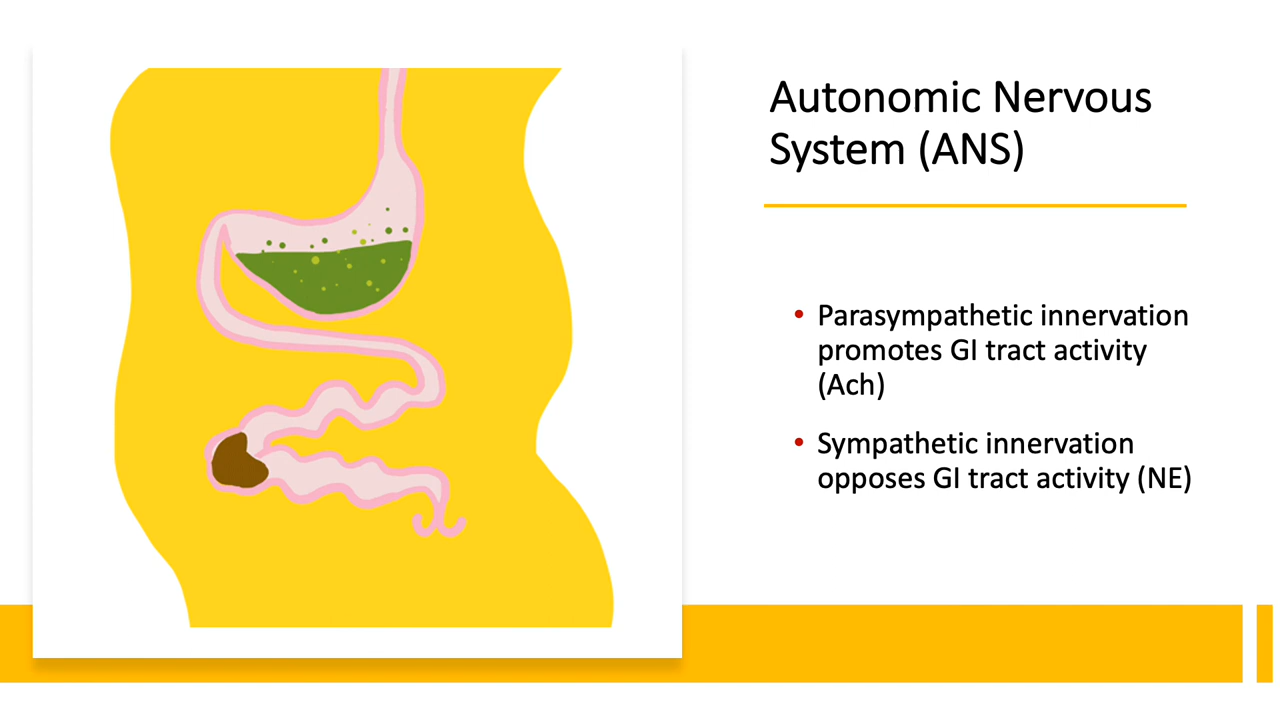 Autonomic Nervous
System (ANS)
• Parasympathetic innervation
promotes GI tract activity
(Ach)
• Sympathetic innervation
opposes GI tract activity (NE)